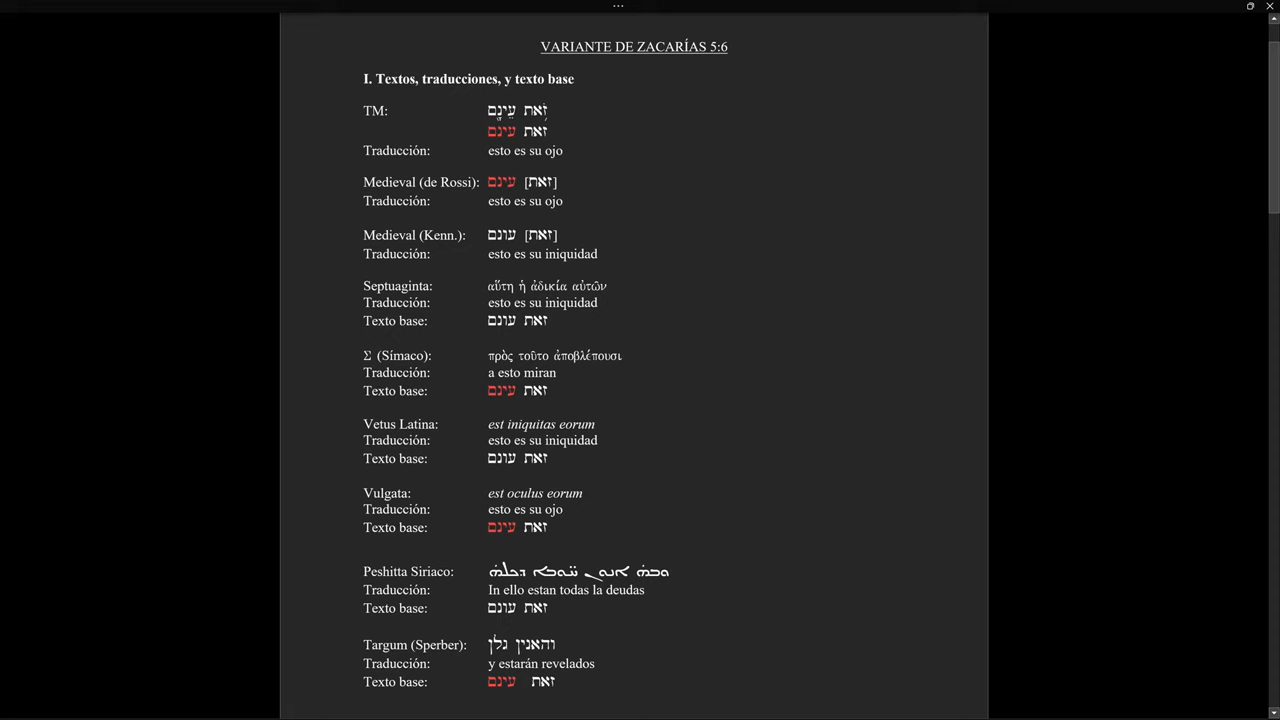 VARIANTE DE ZACARÍAS 5:6
I. Textos, traducciones, y texto base
TM: זֹ֥את עֵינָ֖ם
זאת עינם
Traducción: esto es su ojo
Medieval (de Rossi): [זאת] עינם
Traducción: esto es su ojo
Medieval (Kenn.): [זאת] עונם
Traducción: esto es su iniquidad
Septuaginta: αὕτη ἡ ἀδικία αὐτῶν
Traducción: esto es su iniquidad
Texto base: זאת עונם
Σ (Símaco): πρὸς τοῦτο ἀποβλέπουσι
Traducción: a esto miran
Texto base: זאת עינם
Vetus Latina: est iniquitas eorum
Traducción: esto es su iniquidad
Texto base: זאת עונם
Vulgata: est oculus eorum
Traducción: esto es su ojo
Texto base: זאת עינם
Peshitta Siriaco:
Traducción: In ello estan todas la deudas
Texto base: זאת עונם
Targum (Sperber): והאנין גלן
Traducción: y estarán revelados
Texto base: זאת עינם